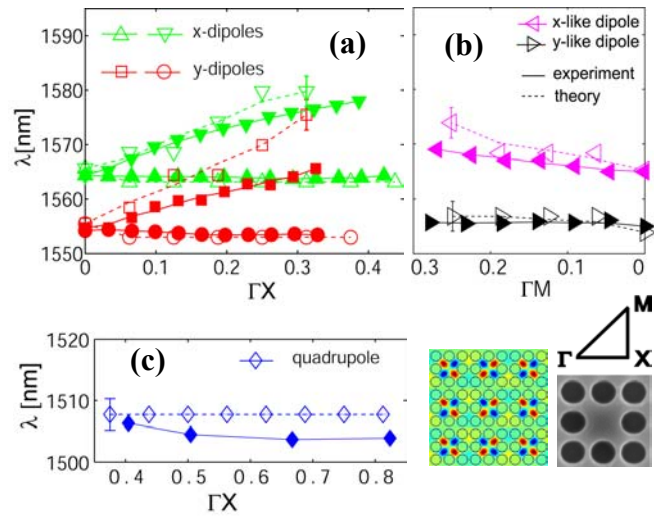 1590
x-dipoles
y-dipoles
(a)
1580
1570
1560
1550
λ[nm]
0 0.1 0.2 0.3 0.4
ΓX
(b)
x-like dipole
y-like dipole
experiment
theory
0.3 0.2 0.1 0
ΓM
(c)
quadrupole
1520
1510
1500
λ [nm]
0.4 0.5 0.6 0.7 0.8
ΓX
M
Γ X